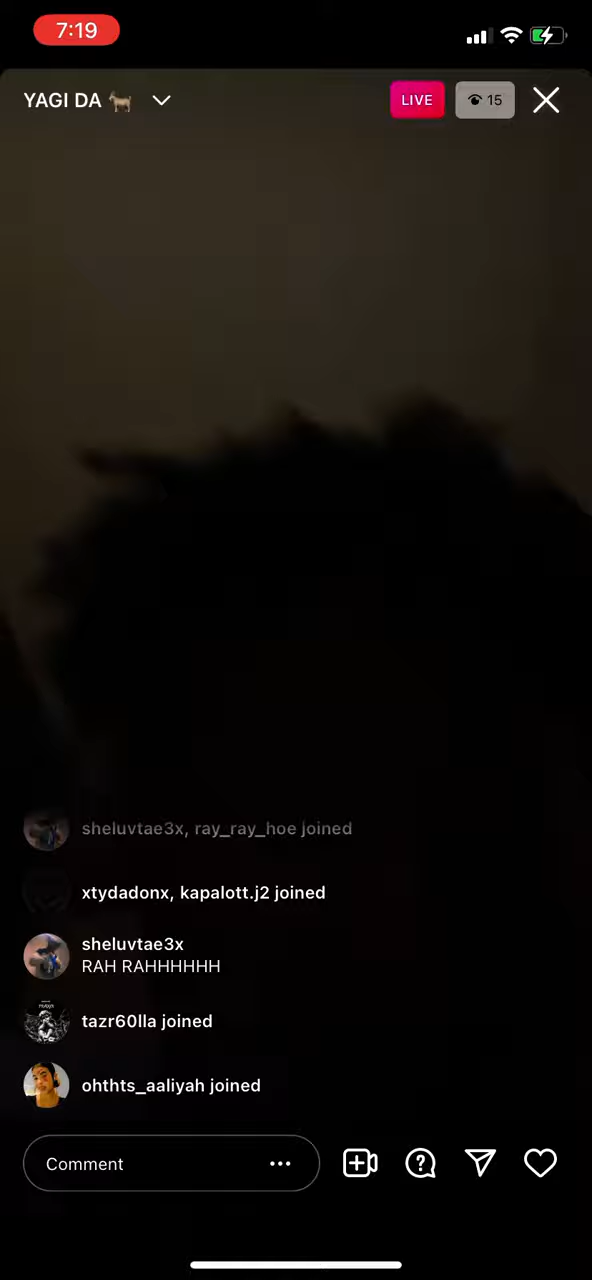 7:19
YAGI DA 🐐
LIVE
15
sheluvtae3x, ray_ray_hoe joined
xtydadonx, kapalott.j2 joined
sheluvtae3x
RAH RAHHHHHH
tazr60lla joined
ohthts_aaliyah joined
Comment